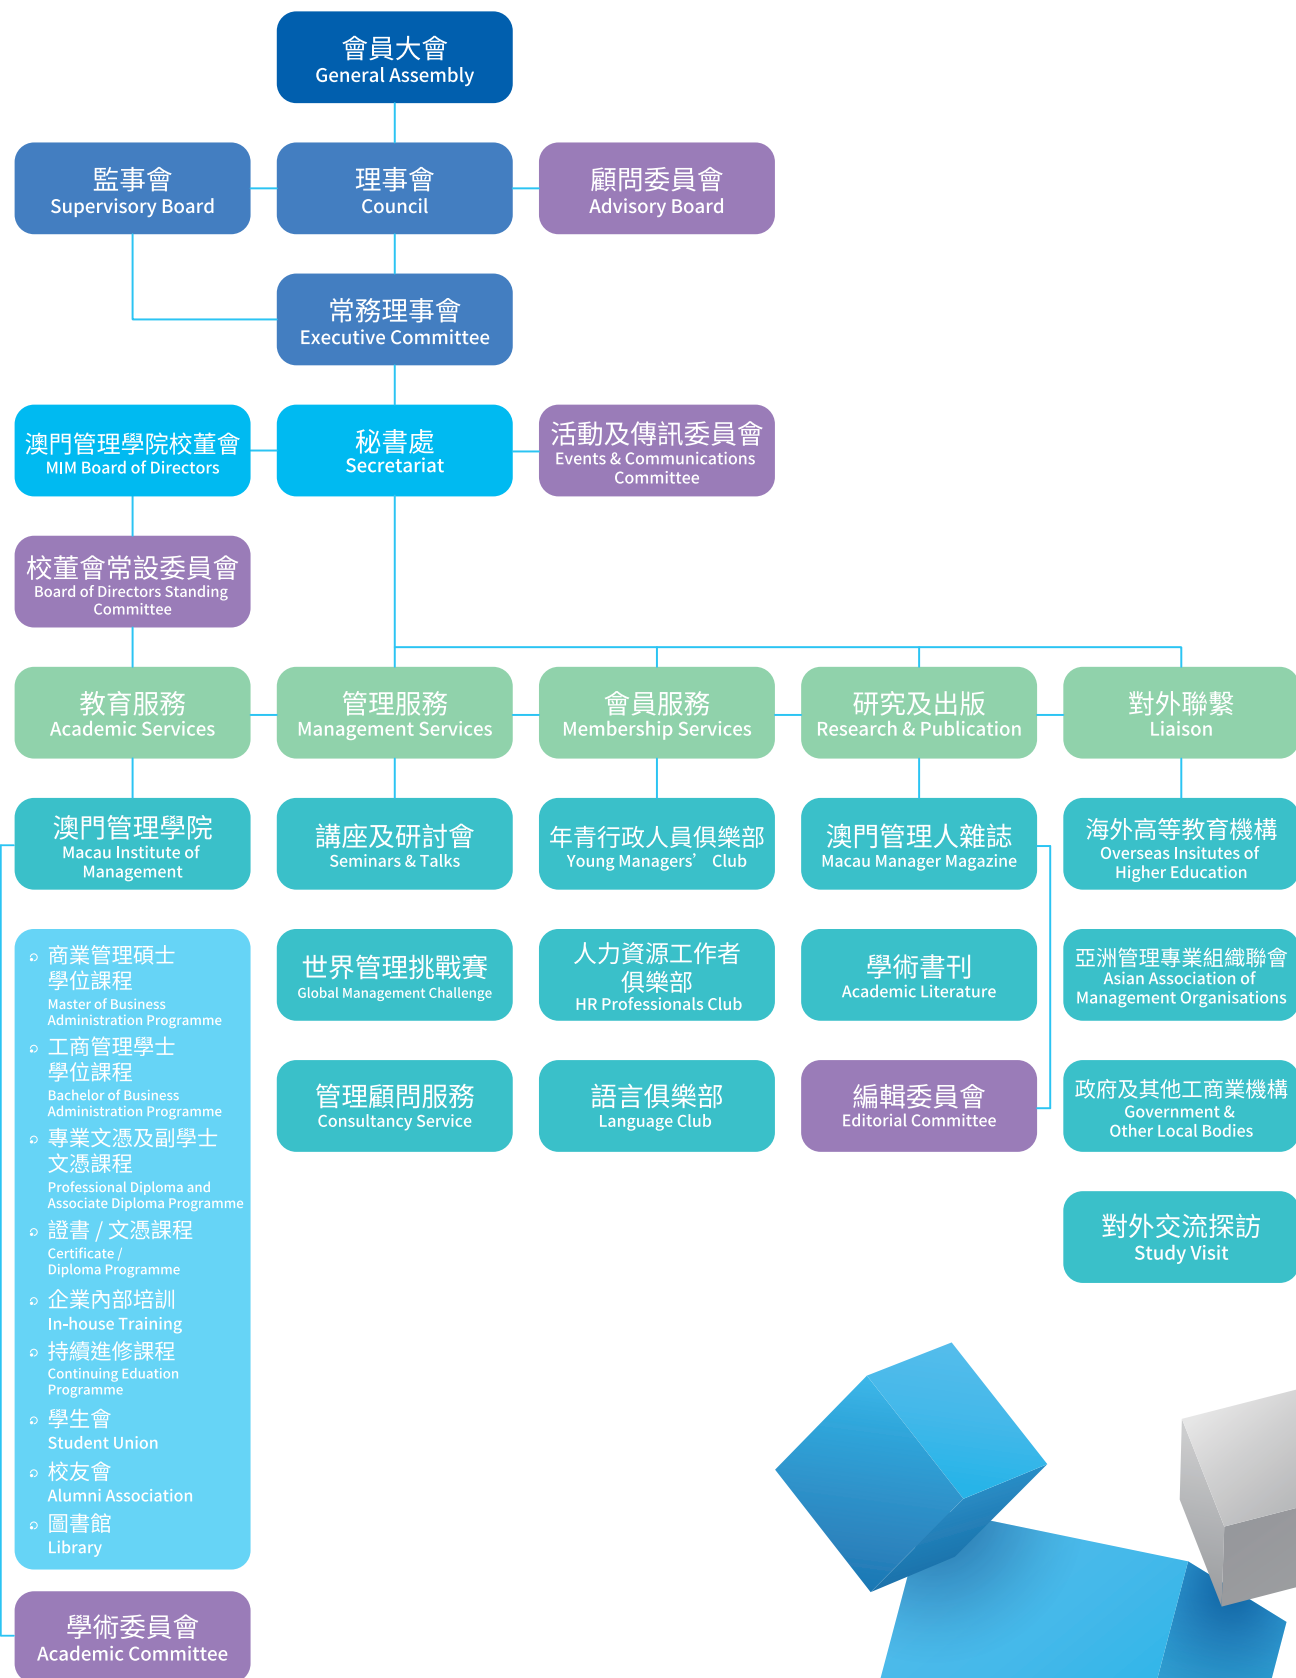 會員大會
General Assembly
監事會
Supervisory Board
理事會
Council
顧問委員會
Advisory Board
常務理事會
Executive Committee
澳門管理學院校董會
MIM Board of Directors
秘書處
Secretariat
活動及傳訊委員會
Events & Communications
Committee
校董會常設委員會
Board of Directors Standing
Committee
教育服務
Academic Services
管理服務
Management Services
會員服務
Membership Services
研究及出版
Research & Publication
對外聯繫
Liaison
澳門管理學院
Macau Institute of
Management
講座及研討會
Seminars & Talks
年青行政人員俱樂部
Young Managers’ Club
澳門管理人雜誌
Macau Manager Magazine
海外高等教育機構
Overseas Insitutes of
Higher Education
世界管理挑戰賽
Global Management Challenge
人力資源工作者
俱樂部
HR Professionals Club
學術書刊
Academic Literature
亞洲管理專業組織聯會
Asian Association of
Management Organisations
管理顧問服務
Consultancy Service
語言俱樂部
Language Club
編輯委員會
Editorial Committee
政府及其他工商業機構
Government &
Other Local Bodies
對外交流探訪
Study Visit
商業管理碩士
學位課程
Master of Business
Administration Programme
工商管理學士
學位課程
Bachelor of Business
Administration Programme
專業文憑及副學士
文憑課程
Professional Diploma and
Associate Diploma Programme
證書 / 文憑課程
Certificate /
Diploma Programme
企業內部培訓
In-house Training
持續進修課程
Continuing Eduation
Programme
學生會
Student Union
校友會
Alumni Association
圖書館
Library
學術委員會
Academic Committee